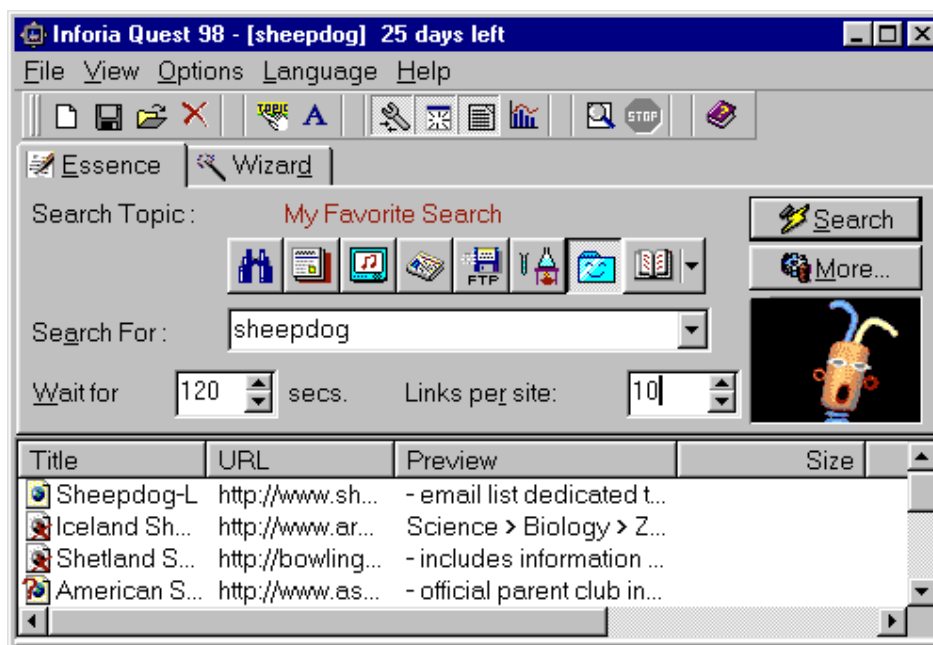 Inforia Quest 98 - [sheepdog] 25 days left
File View Options Language Help
TOPIC A STOP
Essence Wizard
Search Topic : My Favorite Search Search
FTP More...
Search For : sheepdog
Wait for 120 secs. Links per site: 10
Title URL Preview Size
Sheepdog-L http://www.sh... - email list dedicated t...
Iceland Sh... http://www.ar... Science > Biology > Z...
Shetland S... http://bowling... - includes information ...
American S... http://www.as... - official parent club in...